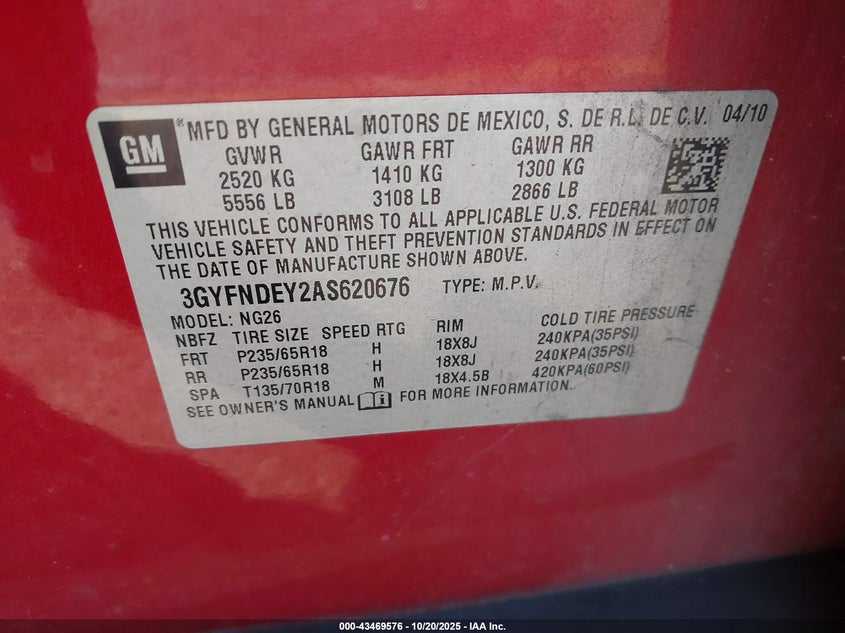 GM
®MFD BY GENERAL MOTORS DE MEXICO, S. DE R.L. DE C.V. 04/10
GVWR GAWR FRT GAWR RR
2520 KG 1410 KG 1300 KG
5556 LB 3108 LB 2866 LB
THIS VEHICLE CONFORMS TO ALL APPLICABLE U.S. FEDERAL MOTOR
VEHICLE SAFETY AND THEFT PREVENTION STANDARDS IN EFFECT ON
THE DATE OF MANUFACTURE SHOWN ABOVE.
3GYFNDEY2AS620676 TYPE: M.P.V.
MODEL: NG26
NBFZ TIRE SIZE SPEED RTG RIM COLD TIRE PRESSURE
FRT P235/65R18 H 18X8J 240KPA(35PSI)
RR P235/65R18 H 18X8J 240KPA(35PSI)
SPA T135/70R18 M 18X4.5B 420KPA(60PSI)
SEE OWNER'S MANUAL FOR MORE INFORMATION.
000-43469576 | 10/20/2025 - IAA Inc.